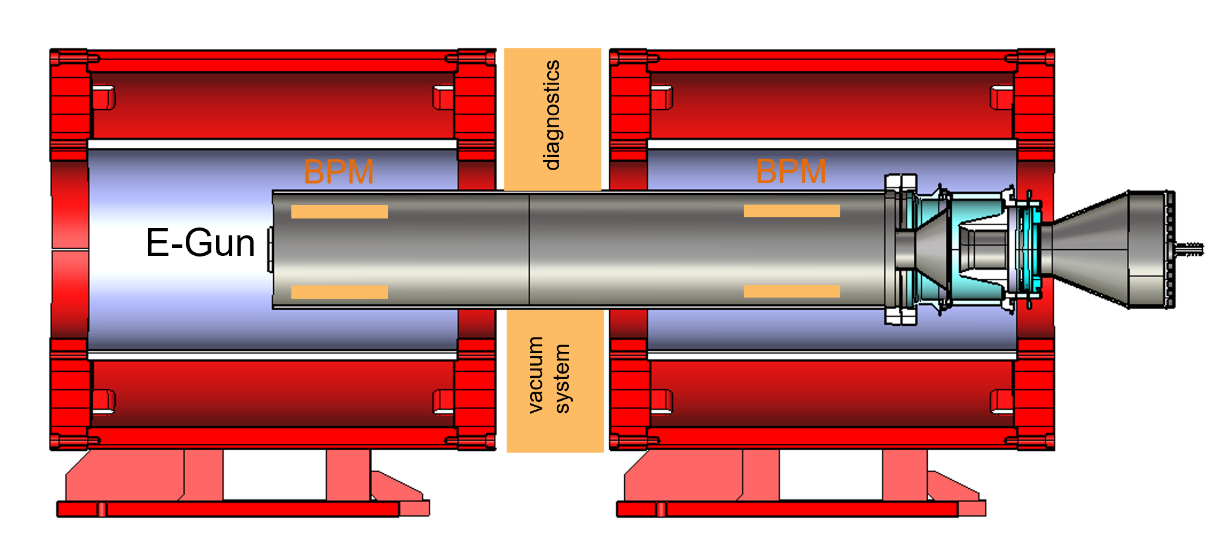 diagnostics
BPM
BPM
E-Gun
vacuum
system